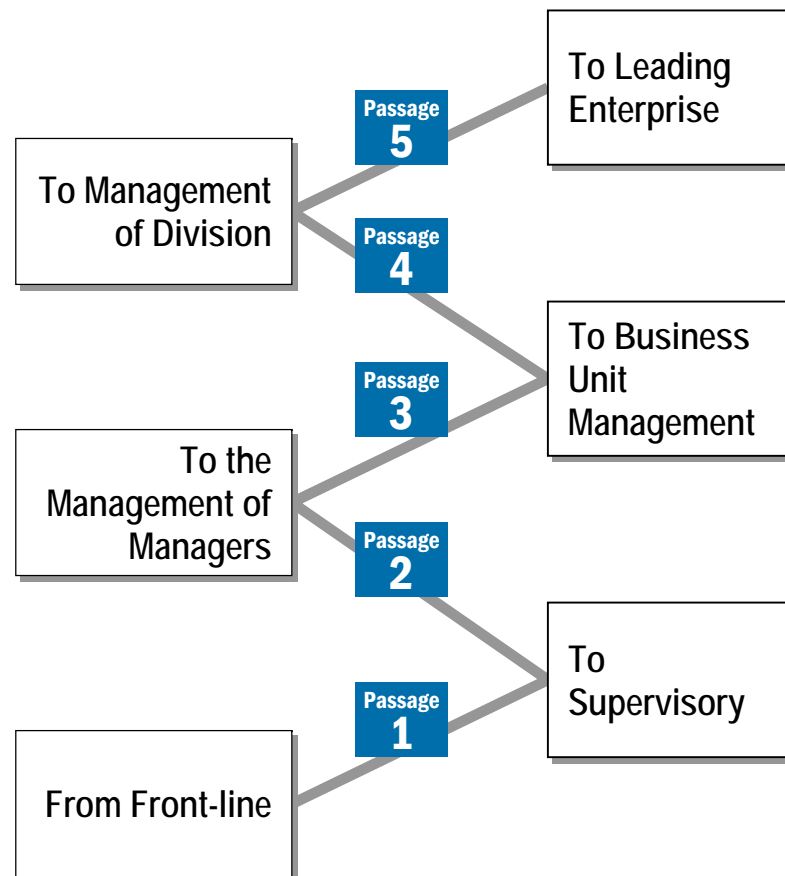 To Leading
Enterprise
Passage
5
To Management
of Division
Passage
4
To Business
Unit
Management
Passage
3
To the
Management of
Managers
Passage
2
To
Supervisory
Passage
1
From Front-line